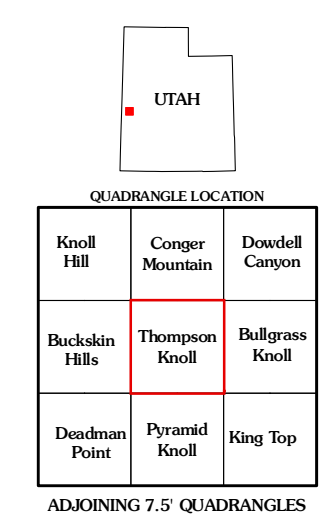 UTAH
QUADRANGLE LOCATION
Knoll
Hill
Conger
Mountain
Dowdell
Canyon
Buckskin
Hills
Thompson
Knoll
Bullgrass
Knoll
Deadman
Point
Pyramid
Knoll
King Top
ADJOINING 7.5' QUADRANGLES